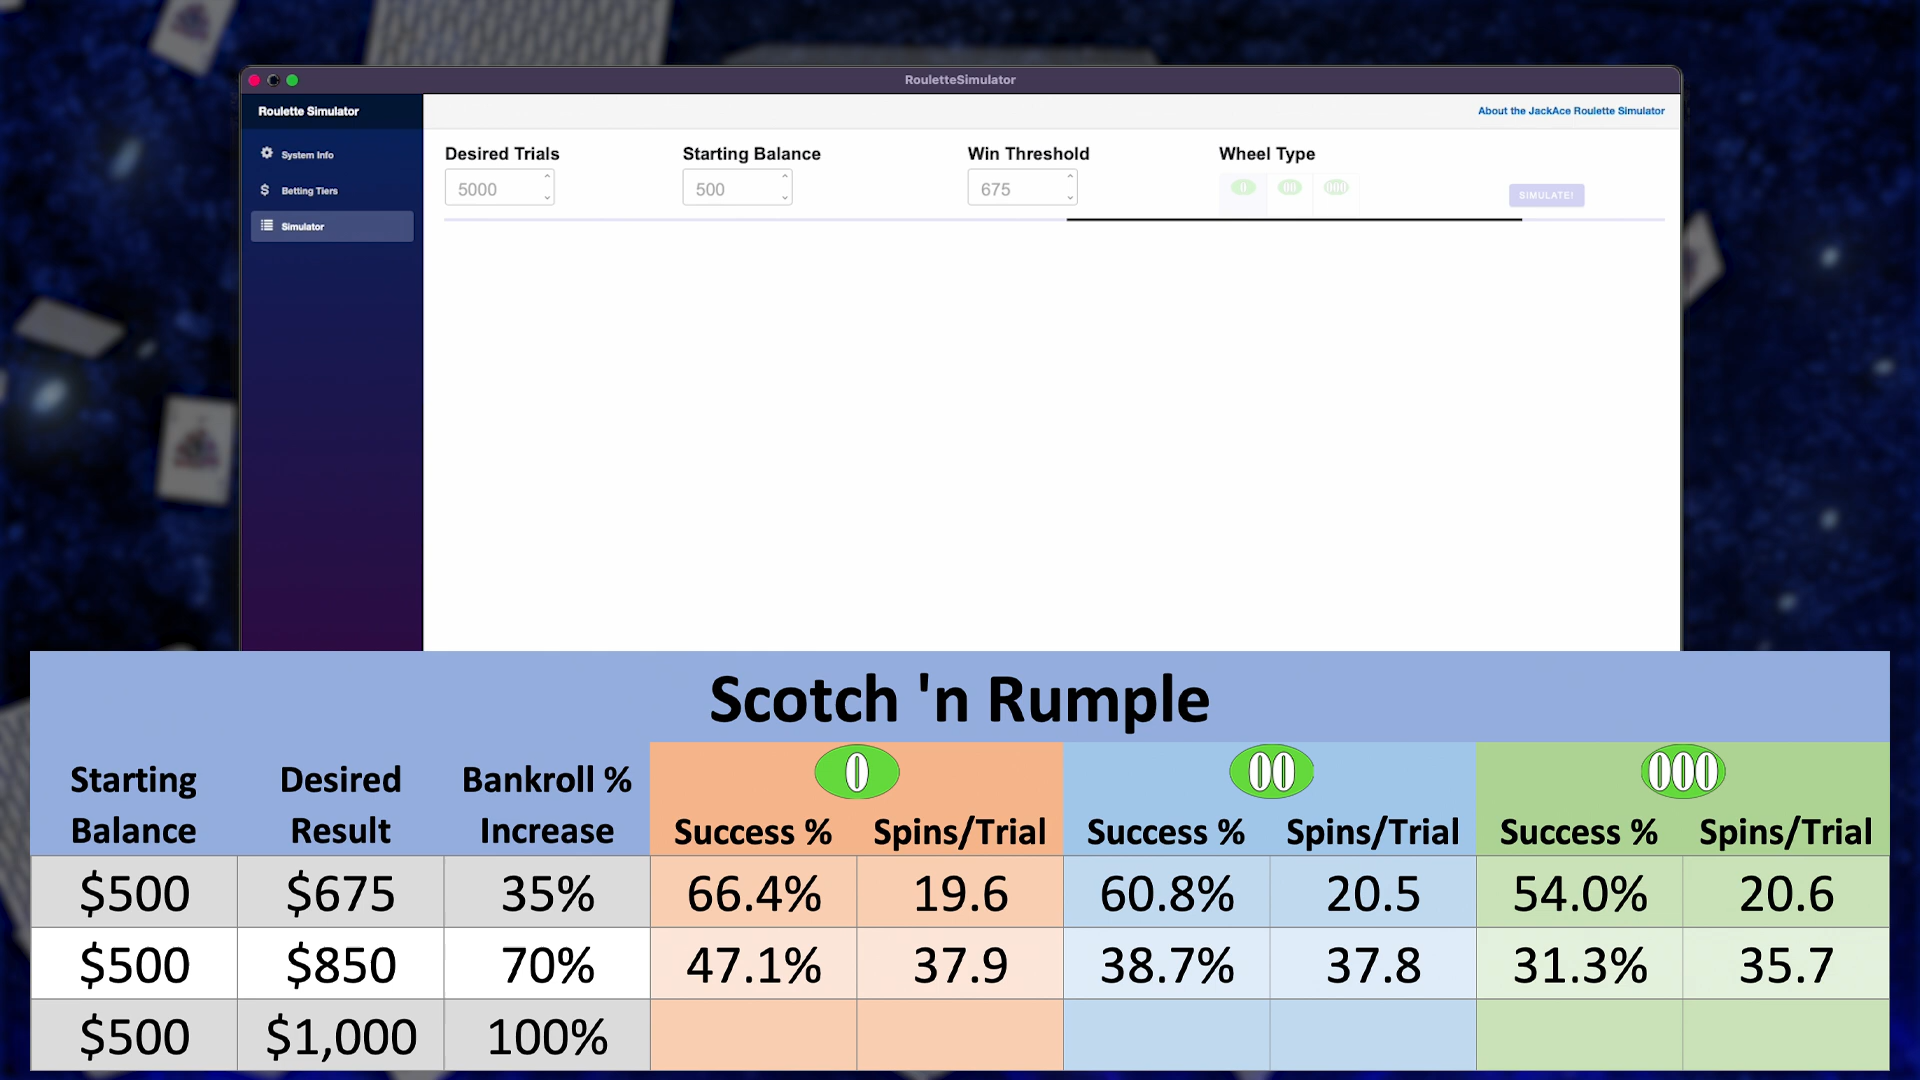 RouletteSimulator
Roulette Simulator
About the JackAce Roulette Simulator
System Info
Betting Tiers
Simulator
Desired Trials Starting Balance Win Threshold Wheel Type
5000 500 675 0 00 000 SIMULATE!
Scotch 'n Rumple
0 00 000
Starting Balance Desired Result Bankroll % Increase Success % Spins/Trial Success % Spins/Trial Success % Spins/Trial
$500 $675 35% 66.4% 19.6 60.8% 20.5 54.0% 20.6
$500 $850 70% 47.1% 37.9 38.7% 37.8 31.3% 35.7
$500 $1,000 100%